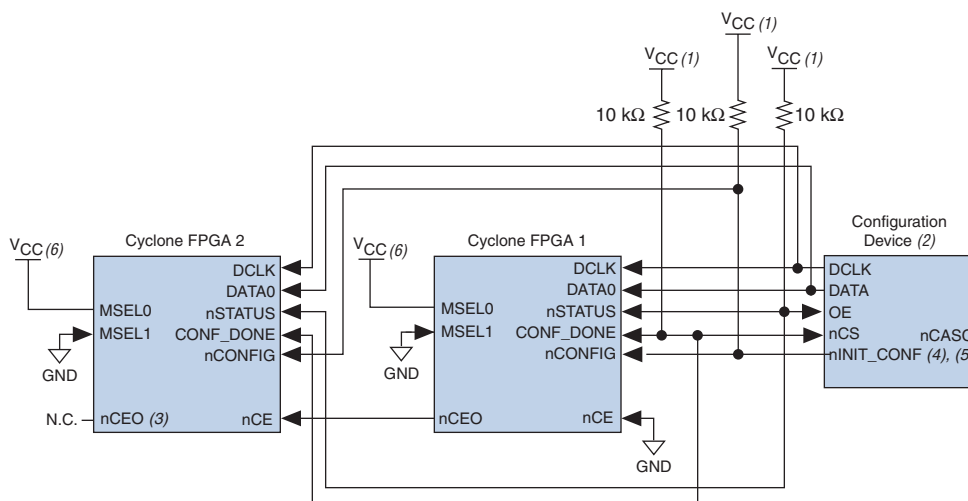 VCC (1)
VCC (1) VCC (1)
10 kΩ 10 kΩ 10 kΩ
Cyclone FPGA 2
VCC (6)
MSEL0
MSEL1
GND
N.C.
nCEO (3)
DCLK
DATA0
nSTATUS
CONF_DONE
nCONFIG
nCE
Cyclone FPGA 1
VCC (6)
MSEL0
MSEL1
GND
nCEO
DCLK
DATA0
nSTATUS
CONF_DONE
nCONFIG
nCE
GND
Configuration
Device (2)
DCLK
DATA
OE
nCS
nCASC
nINIT_CONF (4), (5